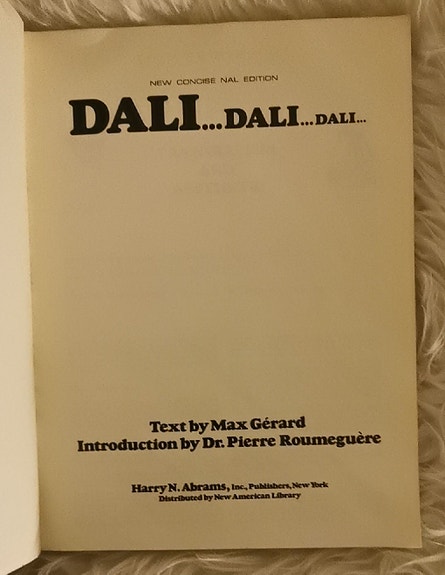 NEW CONCISE NAL EDITION
DALI...DALI...DALI...
Text by Max Gérard
Introduction by Dr. Pierre Roumeguère
Harry N. Abrams, Inc., Publishers, New York
Distributed by New American Library